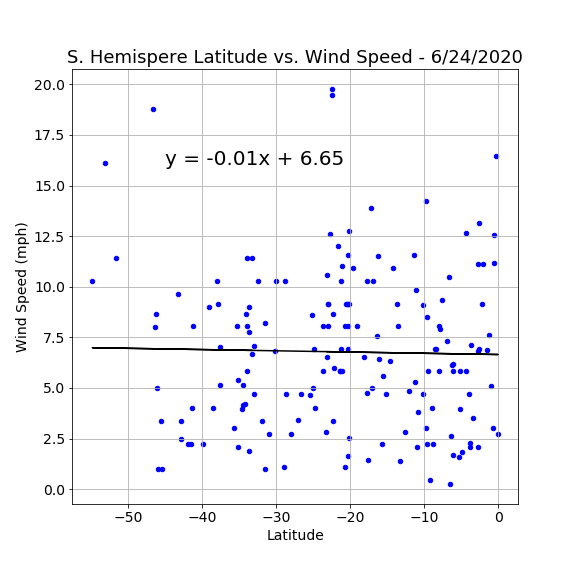 S. Hemispere Latitude vs. Wind Speed - 6/24/2020
20.0
17.5
y = -0.01x + 6.65
15.0
12.5
Wind Speed (mph)
10.0
7.5
5.0
2.5
0.0
−50 −40 −30 −20 −10 0
Latitude